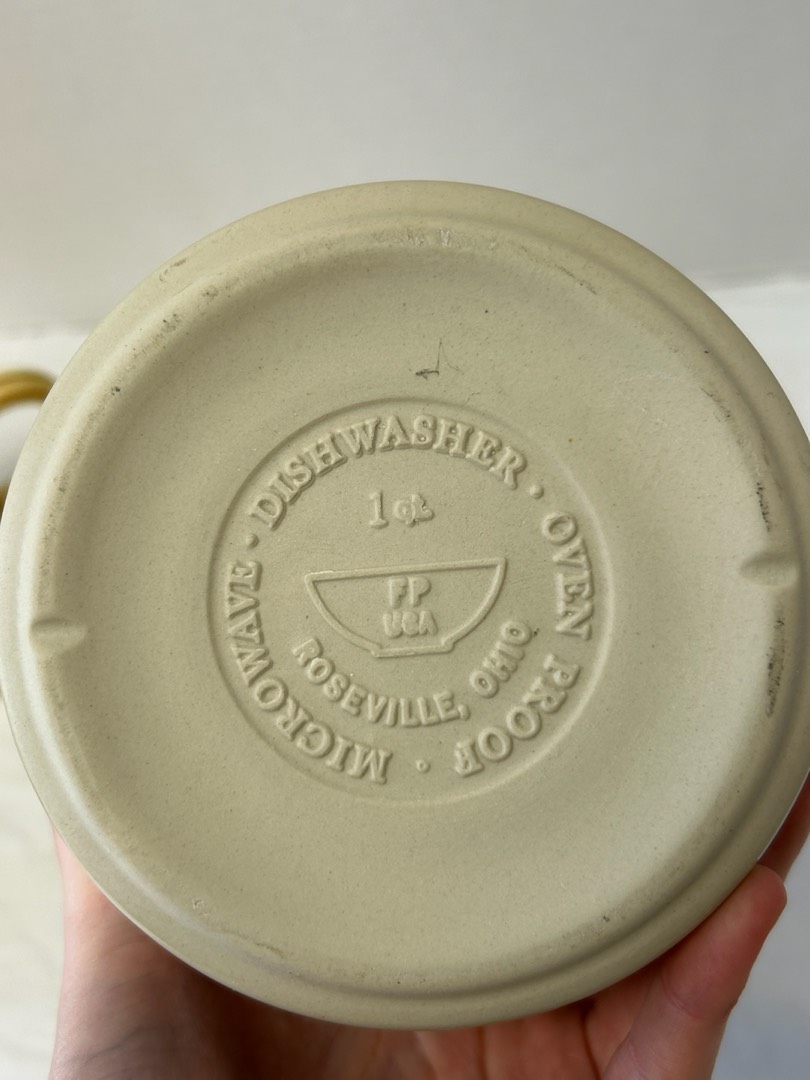 MICROWAVE · DISHWASHER · OVEN PROOF ·
1 QT
FP
USA
ROSEVILLE, OHIO